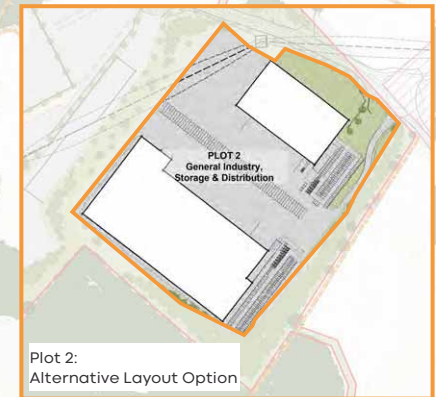 PLOT 2
General Industry,
Storage & Distribution
Plot 2:
Alternative Layout Option